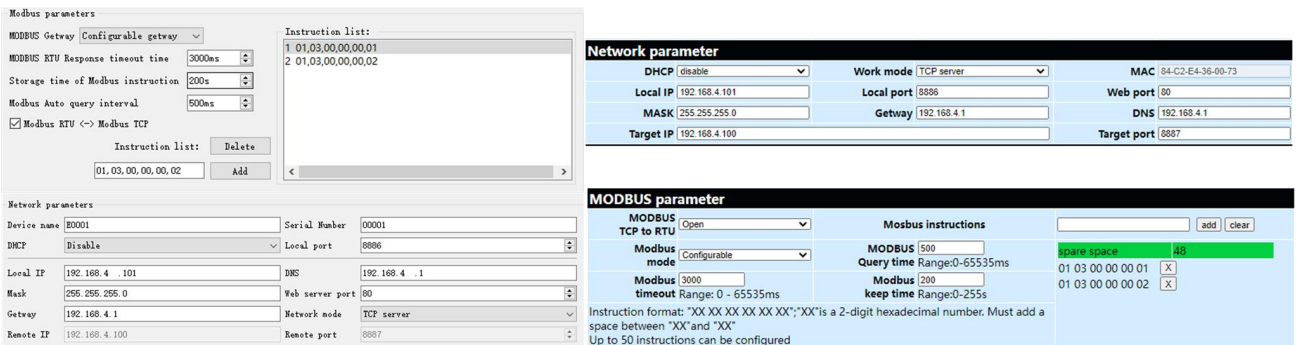 Modbus parameters
MODBUS Getway Configurable getway
MODBUS RTU Response timeout time 3000ms
Storage time of Modbus instruction 200s
Modbus Auto query interval 500ms
Modbus RTU <-> Modbus TCP
Instruction list: Delete
01,03,00,00,00,02 Add
Instruction list:
1 01,03,00,00,00,01
2 01,03,00,00,00,02
Network parameters
Device name E0001 Serial Number 00001
DHCP Disable Local port 8886
Local IP 192.168.4 .101 DNS 192.168.4 .1
Mask 255.255.255.0 Web server port 80
Getway 192.168.4.1 Network mode TCP server
Remote IP 192.168.4.100 Remote port 8887
Network parameter
DHCP disable Work mode TCP server MAC 84-C2-E4-36-00-73
Local IP 192.168.4.101 Local port 8886 Web port 80
MASK 255.255.255.0 Getway 192.168.4.1 DNS 192.168.4.1
Target IP 192.168.4.100 Target port 8887
MODBUS parameter
MODBUS
TCP to RTU Open Mosbus instructions add clear
Modbus
mode Configurable
MODBUS 500
Query time Range:0-65535ms
spare space 48
01 03 00 00 00 01 X
01 03 00 00 00 02 X
Modbus 3000
timeout Range: 0 - 65535ms
Modbus 200
keep time Range:0-255s
Instruction format: "XX XX XX XX XX XX";"XX"is a 2-digit hexadecimal number. Must add a
space between "XX"and "XX"
Up to 50 instructions can be configured